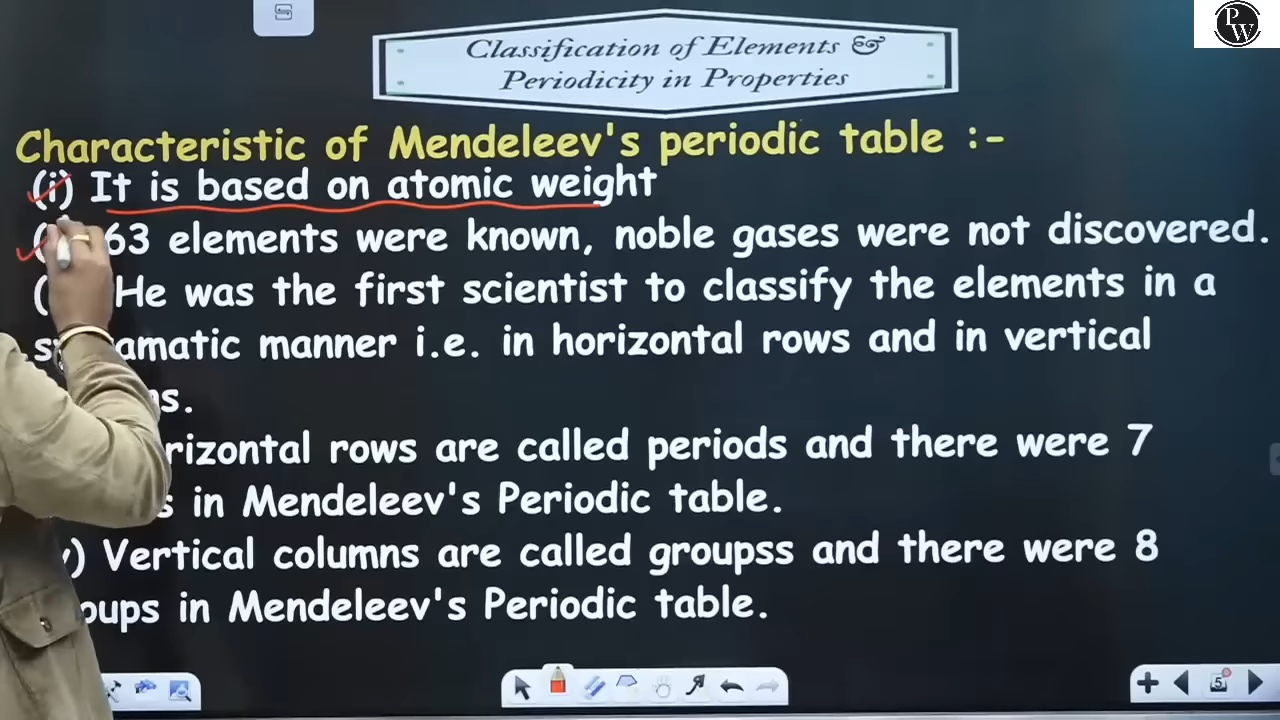 PW
Classification of Elements &
Periodicity in Properties
Characteristic of Mendeleev's periodic table :-
(i) It is based on atomic weight
63 elements were known, noble gases were not discovered.
He was the first scientist to classify the elements in a
manner i.e. in horizontal rows and in vertical
rows are called periods and there were 7
in Mendeleev's Periodic table.
Vertical columns are called groupss and there were 8
in Mendeleev's Periodic table.
5